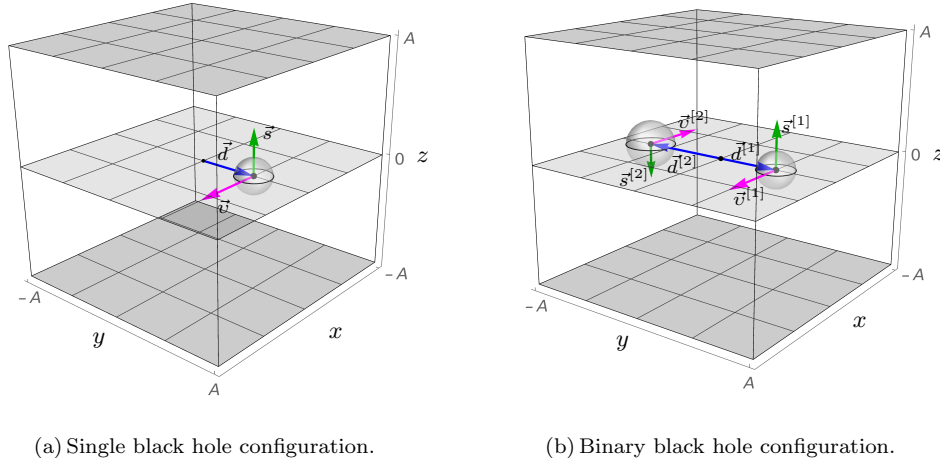 A
A
s⃗
v⃗[2]
s⃗[1]
d⃗
0
z
d⃗[1]
0
z
s⃗[2]
d⃗[2]
v⃗
v⃗[1]
– A
– A
– A
– A
y
x
y
x
A
A
(a) Single black hole configuration.
(b) Binary black hole configuration.